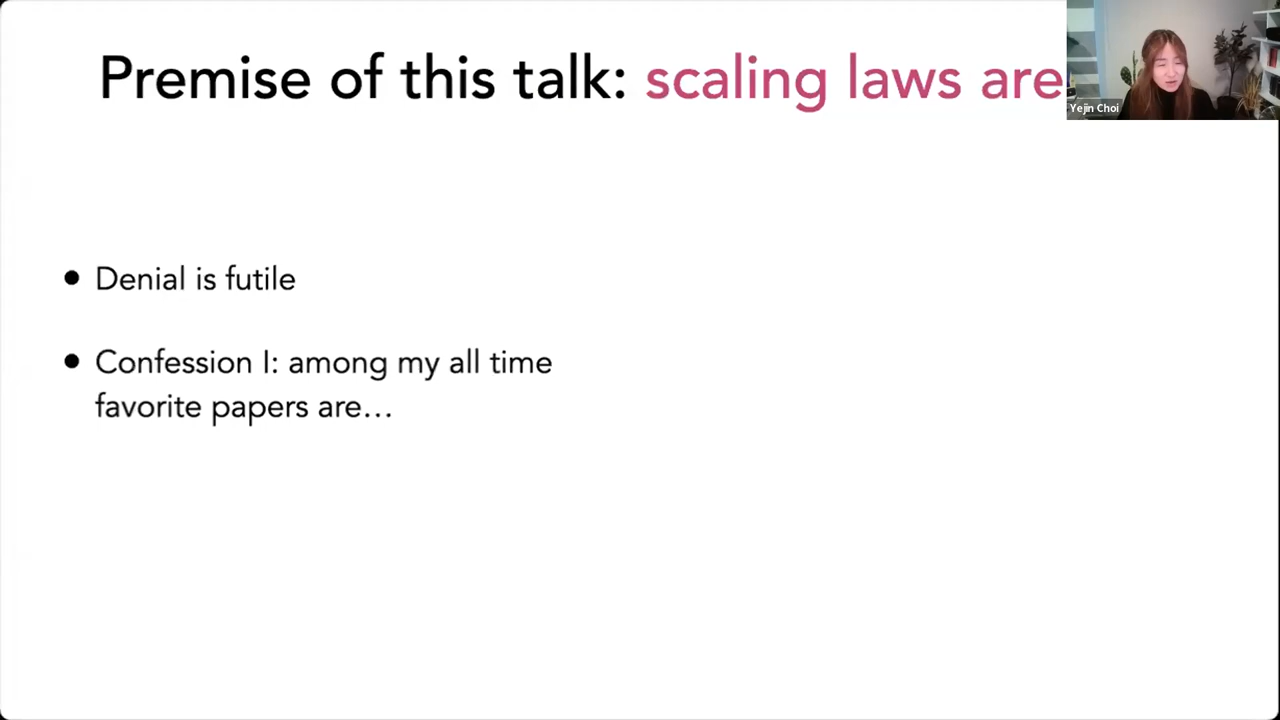 Premise of this talk: scaling laws are
Yejin Choi
• Denial is futile
• Confession I: among my all time
favorite papers are…